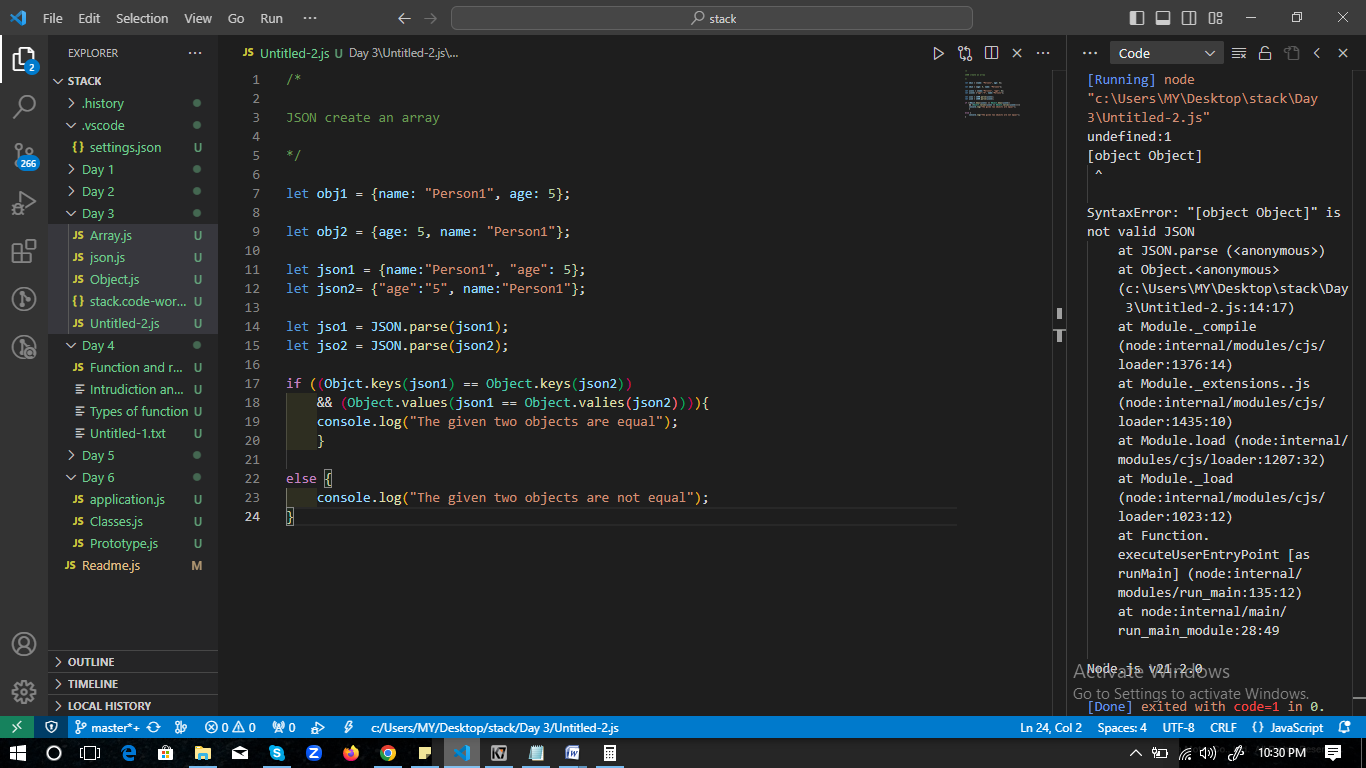 File Edit Selection View Go Run ··· stack
EXPLORER ···
STACK
.history
.vscode
{} settings.json U
Day 1
Day 2
Day 3
JS Array.js U
JS json.js U
JS Object.js U
{} stack.code-wor... U
JS Untitled-2.js U
Day 4
JS Function and r... U
Intrudiction an... U
Types of function U
Untitled-1.txt U
Day 5
Day 6
JS application.js U
JS Classes.js U
JS Prototype.js U
JS Readme.js M
OUTLINE
TIMELINE
LOCAL HISTORY
2
266
JS Untitled-2.js U Day 3\Untitled-2.js\...
1 /*
2
3 JSON create an array
4
5 */
6
7 let obj1 = {name: "Person1", age: 5};
8
9 let obj2 = {age: 5, name: "Person1"};
10
11 let json1 = {name:"Person1", "age": 5};
12 let json2= {"age":"5", name:"Person1"};
13
14 let jso1 = JSON.parse(json1);
15 let jso2 = JSON.parse(json2);
16
17 if ((Objct.keys(json1) == Object.keys(json2))
18 && (Object.values(json1 == Object.valies(json2)))){
19 console.log("The given two objects are equal");
20 }
21
22 else {
23 console.log("The given two objects are not equal");
24 }
··· Code
[Running] node
"c:\Users\MY\Desktop\stack\Day
3\Untitled-2.js"
undefined:1
[object Object]
^
SyntaxError: "[object Object]" is
not valid JSON
at JSON.parse (<anonymous>)
at Object.<anonymous>
(c:\Users\MY\Desktop\stack\Day
3\Untitled-2.js:14:17)
at Module._compile
(node:internal/modules/cjs/
loader:1376:14)
at Module._extensions..js
(node:internal/modules/cjs/
loader:1435:10)
at Module.load (node:internal/
modules/cjs/loader:1207:32)
at Module._load
(node:internal/modules/cjs/
loader:1023:12)
at Function.
executeUserEntryPoint [as
runMain] (node:internal/
modules/run_main:135:12)
at node:internal/main/
run_main_module:28:49
Node.js v21.2.0
Activate Windows
Go to Settings to activate Windows.
[Done] exited with code=1 in 0.
master*+ 0 0 0 c:/Users/MY/Desktop/stack/Day 3/Untitled-2.js Ln 24, Col 2 Spaces: 4 UTF-8 CRLF {} JavaScript
10:30 PM